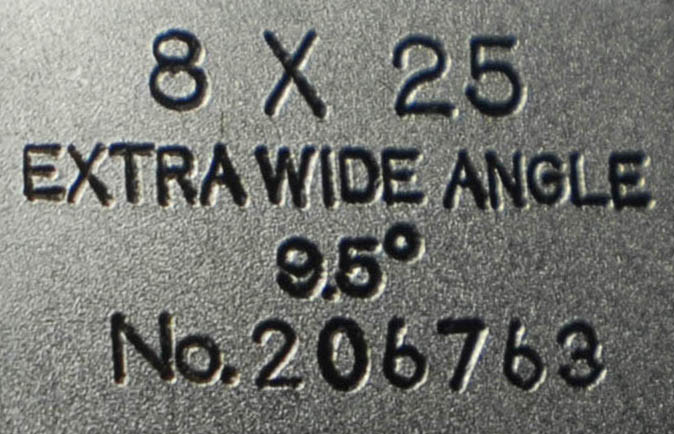 8 X 25
EXTRA WIDE ANGLE
9.5°
No. 206763